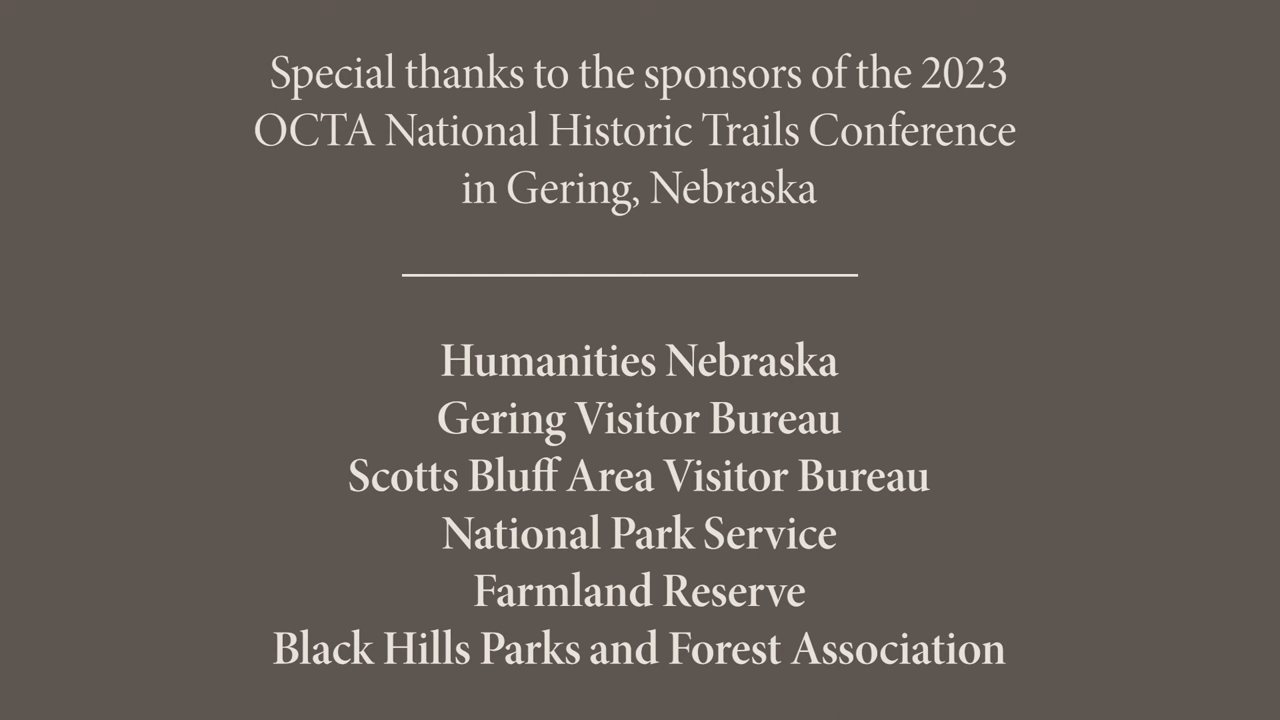 Special thanks to the sponsors of the 2023
OCTA National Historic Trails Conference
in Gering, Nebraska
Humanities Nebraska
Gering Visitor Bureau
Scotts Bluff Area Visitor Bureau
National Park Service
Farmland Reserve
Black Hills Parks and Forest Association